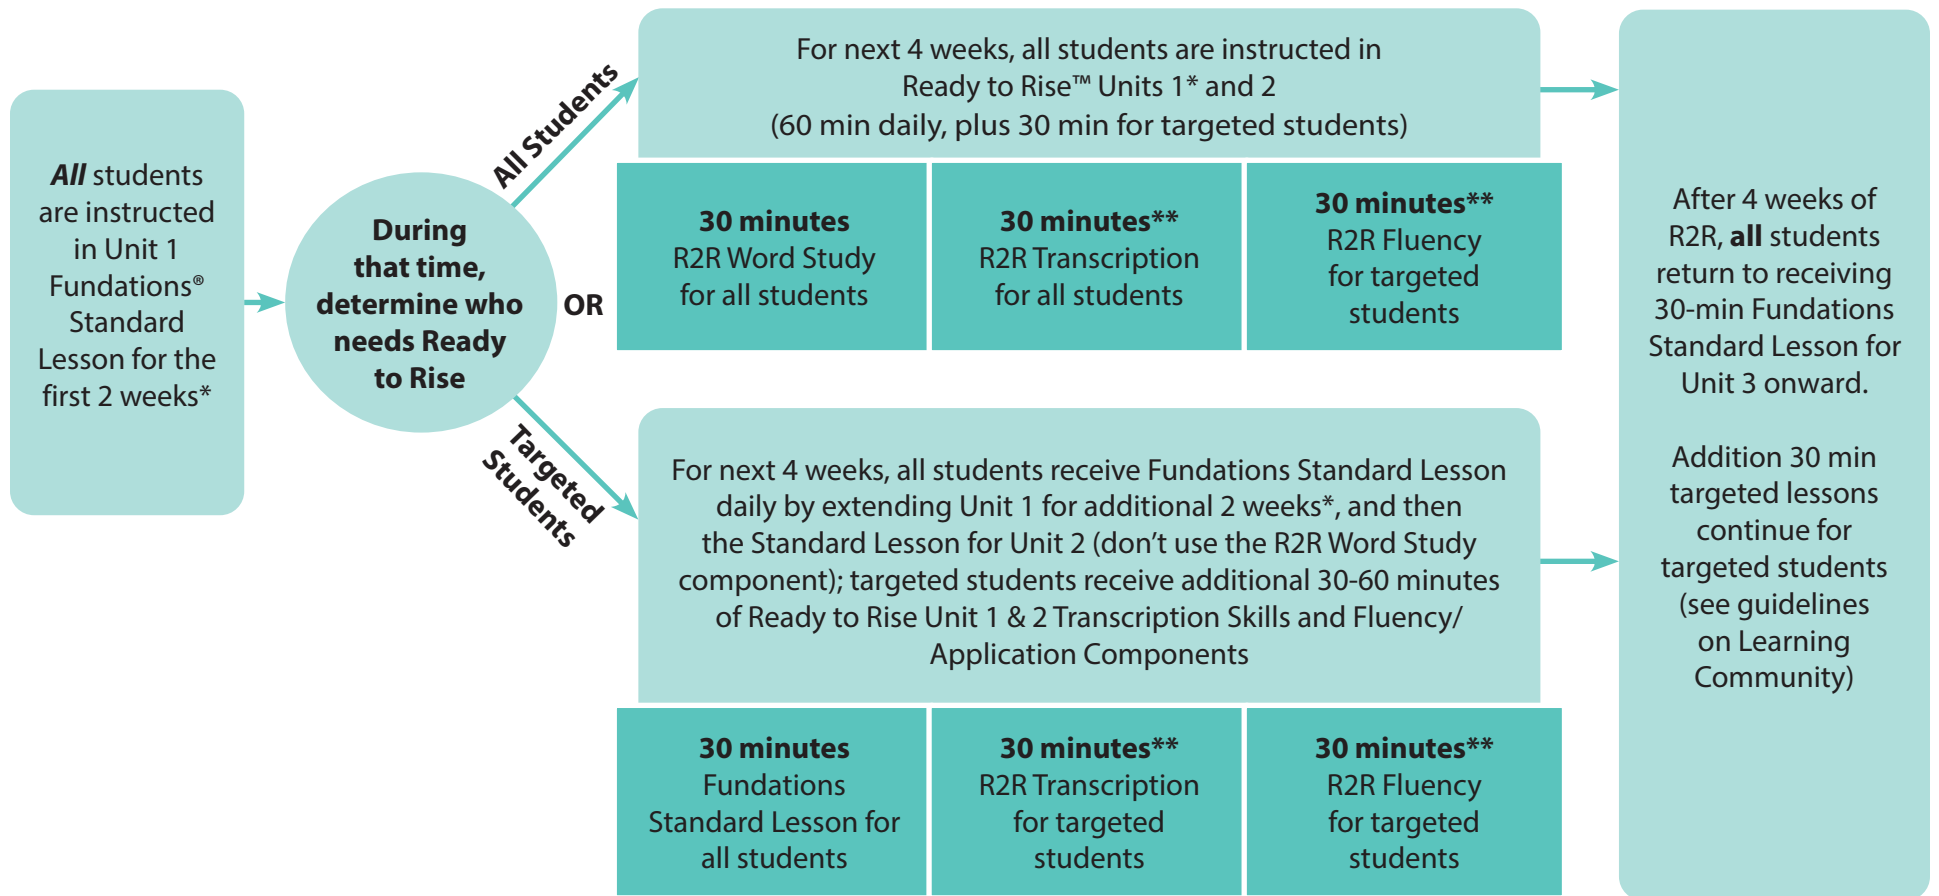 All students
are instructed
in Unit 1
Fundations®
Standard
Lesson for the
first 2 weeks*
During
that time,
determine who
needs Ready
to Rise
All Students
OR
Targeted
Students
For next 4 weeks, all students are instructed in
Ready to Rise™ Units 1* and 2
(60 min daily, plus 30 min for targeted students)
30 minutes
R2R Word Study
for all students
30 minutes**
R2R Transcription
for all students
30 minutes**
R2R Fluency
for targeted
students
For next 4 weeks, all students receive Fundations Standard Lesson
daily by extending Unit 1 for additional 2 weeks*, and then
the Standard Lesson for Unit 2 (don’t use the R2R Word Study
component); targeted students receive additional 30-60 minutes
of Ready to Rise Unit 1 & 2 Transcription Skills and Fluency/
Application Components
30 minutes
Fundations
Standard Lesson for
all students
30 minutes**
R2R Transcription
for targeted
students
30 minutes**
R2R Fluency
for targeted
students
After 4 weeks of
R2R, all students
return to receiving
30-min Fundations
Standard Lesson for
Unit 3 onward.
Addition 30 min
targeted lessons
continue for
targeted students
(see guidelines
on Learning
Community)